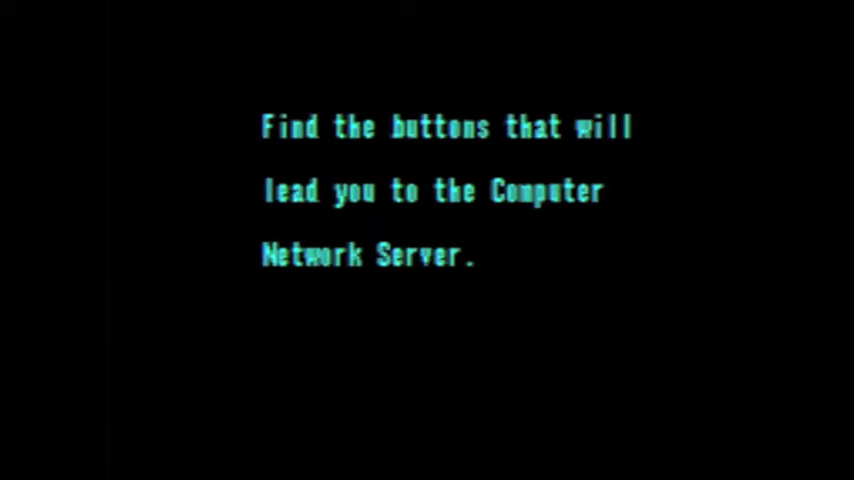 Find the buttons that will
lead you to the Computer
Network Server.